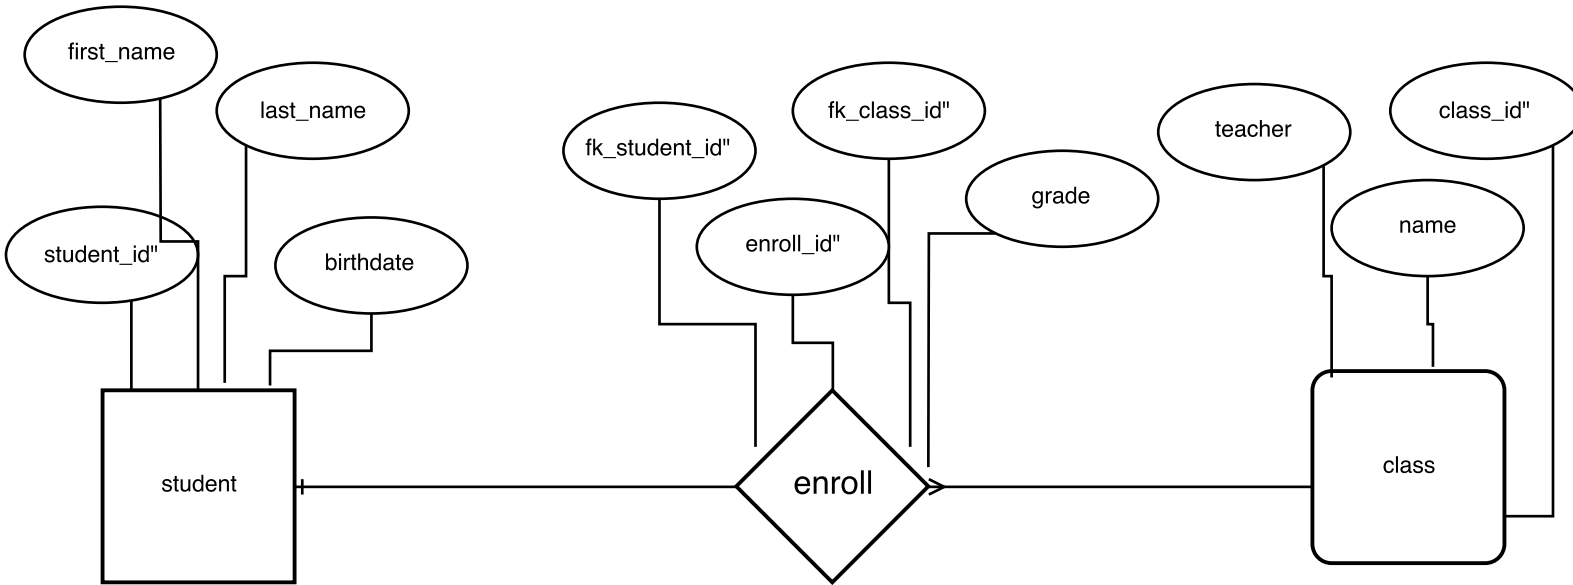 first_name
last_name
student_id"
birthdate
fk_student_id"
fk_class_id"
enroll_id"
grade
teacher
class_id"
name
student
enroll
class